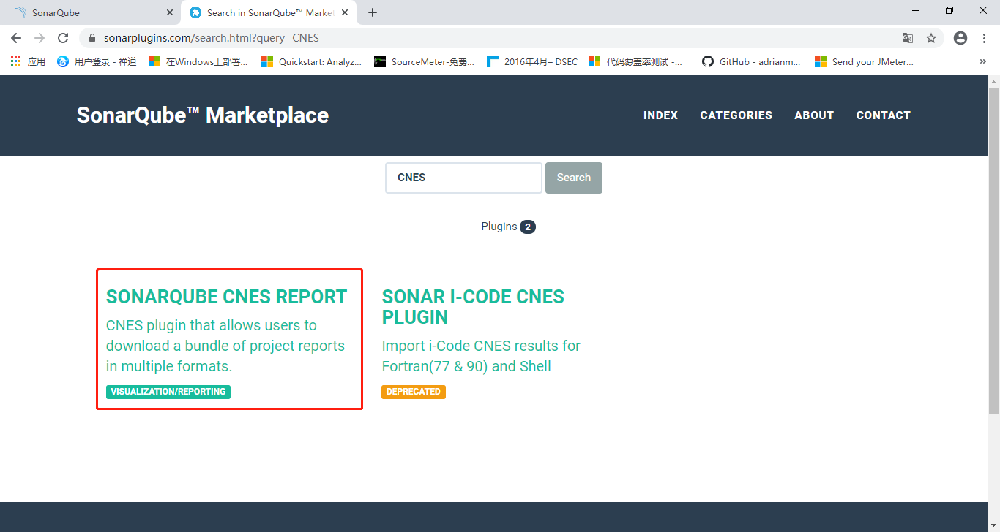 SonarQube
Search in SonarQube™ Market
sonarplugins.com/search.html?query=CNES
应用
用户登录 - 禅道
在Windows上部署...
Quickstart: Analyz...
SourceMeter-免费...
2016年4月– DSEC
代码覆盖率测试 -...
GitHub - adrianm...
Send your JMeter...
»
SonarQube™ Marketplace
INDEX
CATEGORIES
ABOUT
CONTACT
CNES
Search
Plugins 2
SONARQUBE CNES REPORT
CNES plugin that allows users to
download a bundle of project reports
in multiple formats.
VISUALIZATION/REPORTING
SONAR I-CODE CNES
PLUGIN
Import i-Code CNES results for
Fortran(77 & 90) and Shell
DEPRECATED